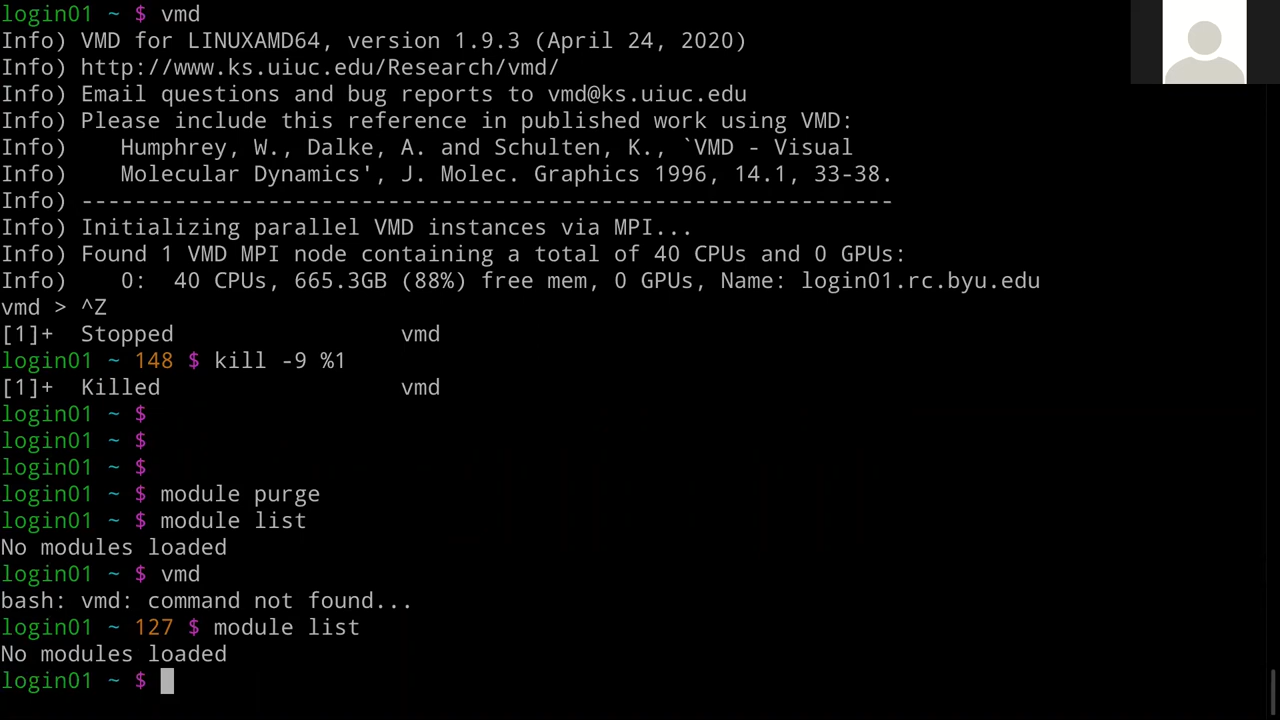 login01 ~ $ vmd
Info) VMD for LINUXAMD64, version 1.9.3 (April 24, 2020)
Info) http://www.ks.uiuc.edu/Research/vmd/
Info) Email questions and bug reports to vmd@ks.uiuc.edu
Info) Please include this reference in published work using VMD:
Info)    Humphrey, W., Dalke, A. and Schulten, K., `VMD - Visual
Info)    Molecular Dynamics', J. Molec. Graphics 1996, 14.1, 33-38.
Info) -------------------------------------------------------------
Info) Initializing parallel VMD instances via MPI...
Info) Found 1 VMD MPI node containing a total of 40 CPUs and 0 GPUs:
Info)    0:  40 CPUs, 665.3GB (88%) free mem, 0 GPUs, Name: login01.rc.byu.edu
vmd > ^Z
[1]+  Stopped                 vmd
login01 ~ 148 $ kill -9 %1
[1]+  Killed                  vmd
login01 ~ $
login01 ~ $
login01 ~ $
login01 ~ $ module purge
login01 ~ $ module list
No modules loaded
login01 ~ $ vmd
bash: vmd: command not found...
login01 ~ 127 $ module list
No modules loaded
login01 ~ $